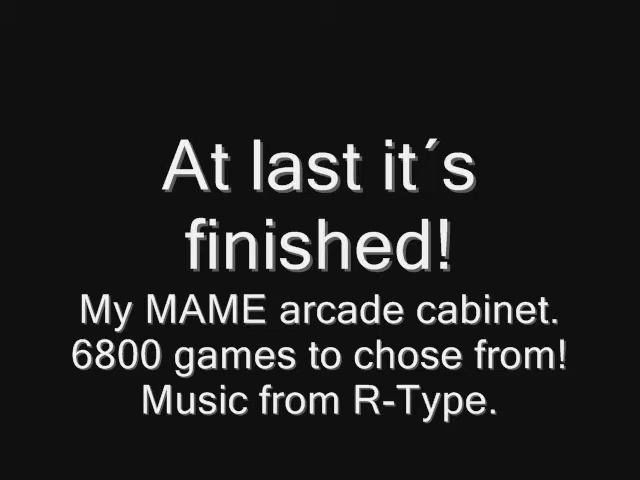 At last it´s
finished!
My MAME arcade cabinet.
6800 games to chose from!
Music from R-Type.